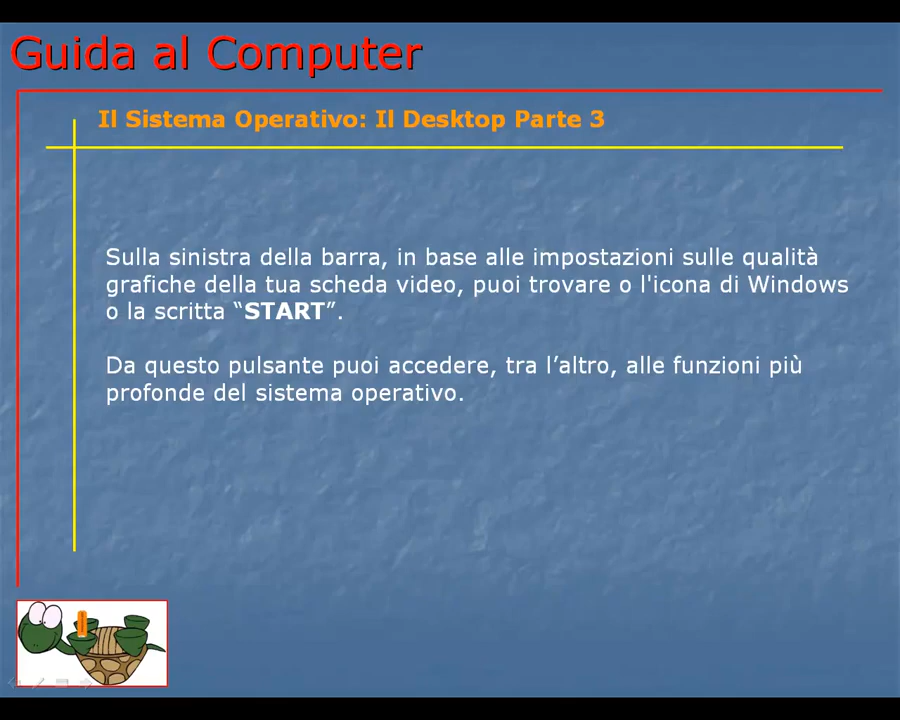 Guida al Computer
Il Sistema Operativo: Il Desktop Parte 3
Sulla sinistra della barra, in base alle impostazioni sulle qualità
grafiche della tua scheda video, puoi trovare o l'icona di Windows
o la scritta “START”.
Da questo pulsante puoi accedere, tra l’altro, alle funzioni più
profonde del sistema operativo.